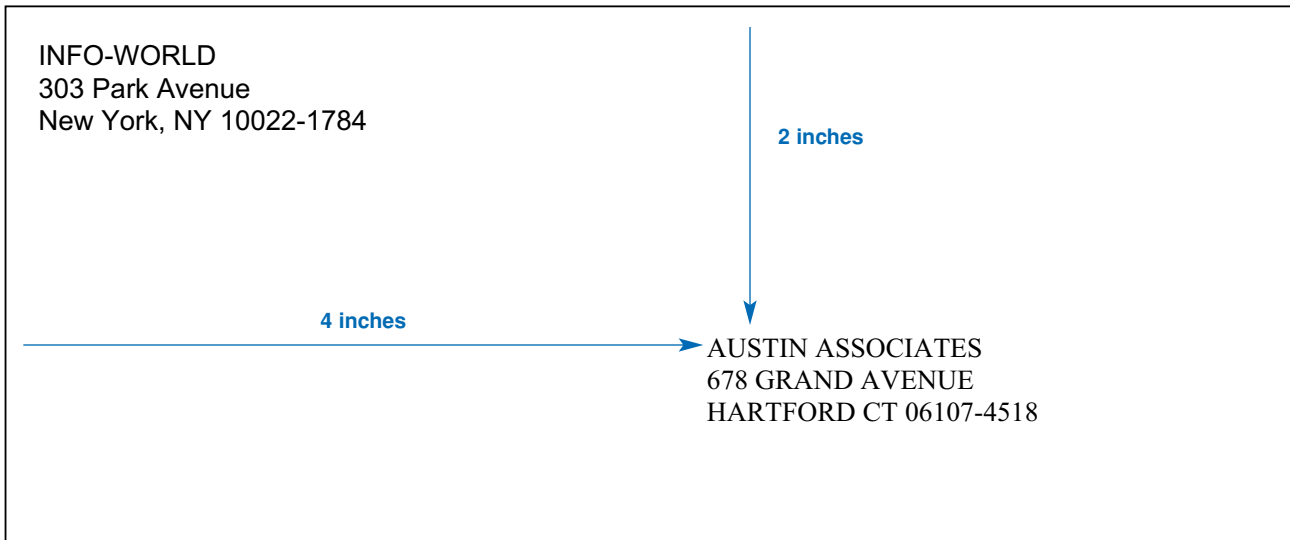 INFO-WORLD
303 Park Avenue
New York, NY 10022-1784
2 inches
4 inches
AUSTIN ASSOCIATES
678 GRAND AVENUE
HARTFORD CT 06107-4518